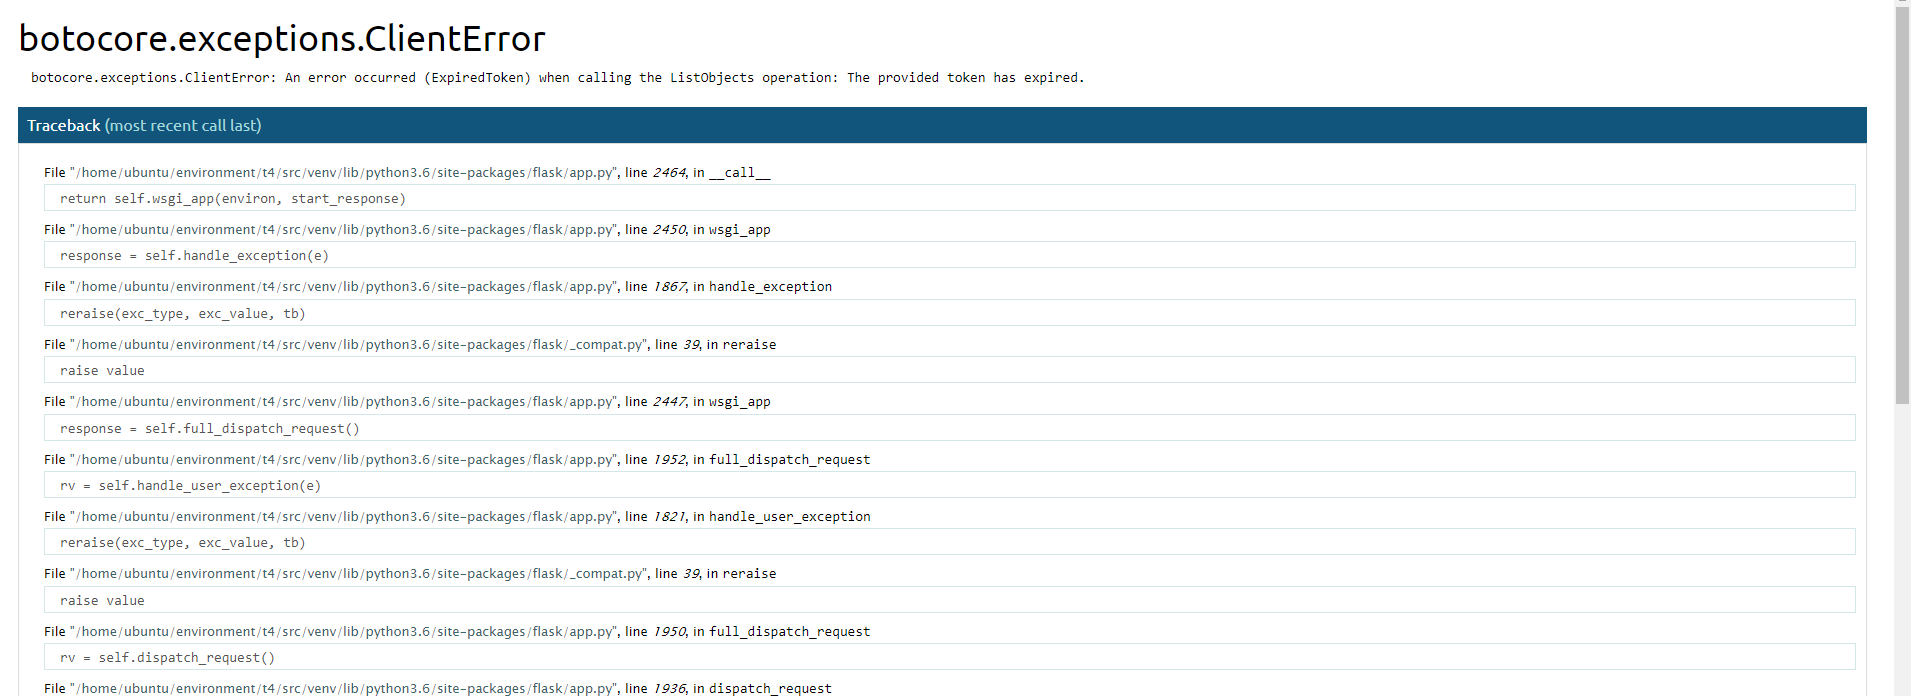 botocore.exceptions.ClientError
botocore.exceptions.ClientError: An error occurred (ExpiredToken) when calling the ListObjects operation: The provided token has expired.
Traceback (most recent call last)
File "/home/ubuntu/environment/t4/src/venv/lib/python3.6/site-packages/flask/app.py", line 2464, in __call__
return self.wsgi_app(environ, start_response)
File "/home/ubuntu/environment/t4/src/venv/lib/python3.6/site-packages/flask/app.py", line 2450, in wsgi_app
response = self.handle_exception(e)
File "/home/ubuntu/environment/t4/src/venv/lib/python3.6/site-packages/flask/app.py", line 1867, in handle_exception
reraise(exc_type, exc_value, tb)
File "/home/ubuntu/environment/t4/src/venv/lib/python3.6/site-packages/flask/_compat.py", line 39, in reraise
raise value
File "/home/ubuntu/environment/t4/src/venv/lib/python3.6/site-packages/flask/app.py", line 2447, in wsgi_app
response = self.full_dispatch_request()
File "/home/ubuntu/environment/t4/src/venv/lib/python3.6/site-packages/flask/app.py", line 1952, in full_dispatch_request
rv = self.handle_user_exception(e)
File "/home/ubuntu/environment/t4/src/venv/lib/python3.6/site-packages/flask/app.py", line 1821, in handle_user_exception
reraise(exc_type, exc_value, tb)
File "/home/ubuntu/environment/t4/src/venv/lib/python3.6/site-packages/flask/_compat.py", line 39, in reraise
raise value
File "/home/ubuntu/environment/t4/src/venv/lib/python3.6/site-packages/flask/app.py", line 1950, in full_dispatch_request
rv = self.dispatch_request()
File "/home/ubuntu/environment/t4/src/venv/lib/python3.6/site-packages/flask/app.py", line 1936, in dispatch_request